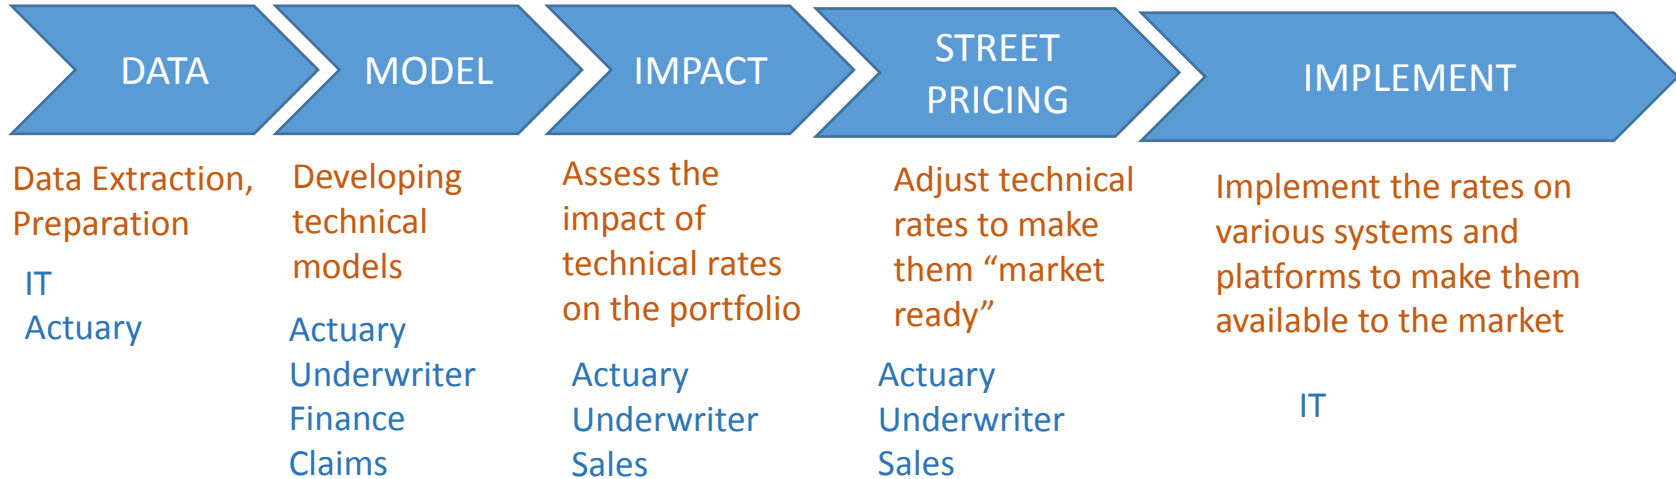 DATA
MODEL
IMPACT
STREET
PRICING
IMPLEMENT
Data Extraction,
Preparation
IT
Actuary
Developing
technical
models
Actuary
Underwriter
Finance
Claims
Assess the
impact of
technical rates
on the portfolio
Actuary
Underwriter
Sales
Adjust technical
rates to make
them “market
ready”
Actuary
Underwriter
Sales
Implement the rates on
various systems and
platforms to make them
available to the market
IT